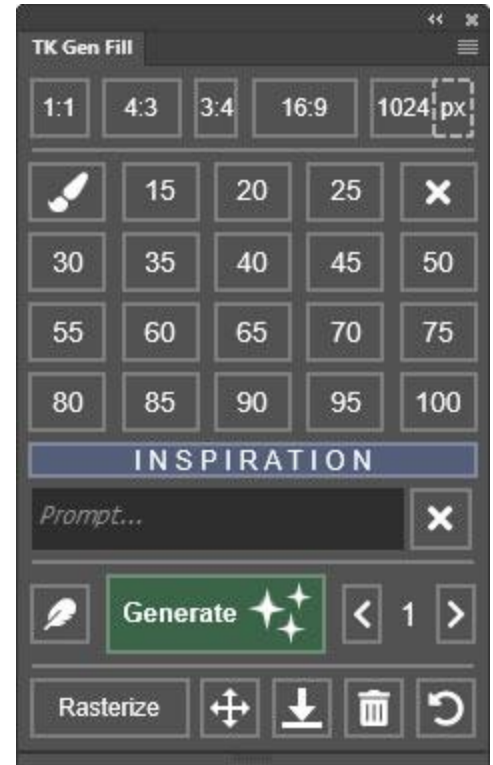 TK Gen Fill
1:1 4:3 3:4 16:9 1024 px
15 20 25
30 35 40 45 50
55 60 65 70 75
80 85 90 95 100
INSPIRATION
Prompt...
Generate 1
Rasterize